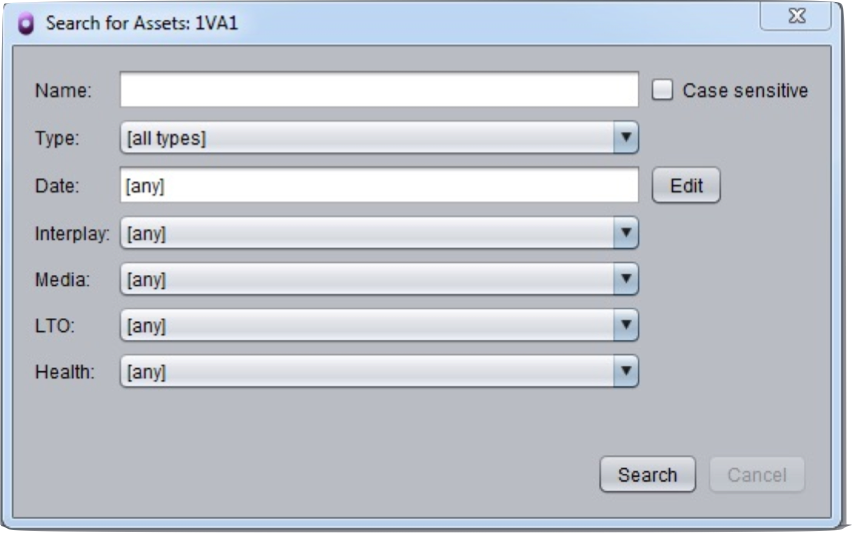 Search for Assets: 1VA1
Name: Case sensitive
Type: [all types]
Date: [any] Edit
Interplay: [any]
Media: [any]
LTO: [any]
Health: [any]
Search Cancel